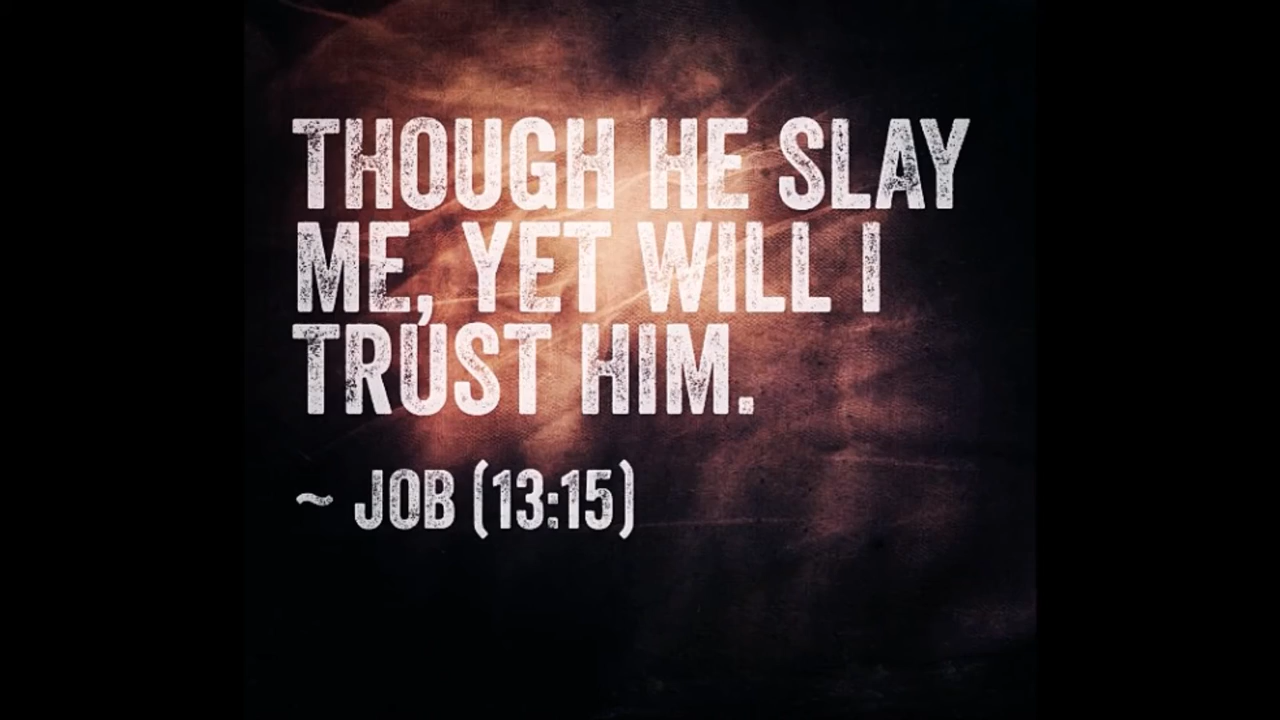 THOUGH HE SLAY
ME, YET WILL I
TRUST HIM.
~ JOB (13:15)